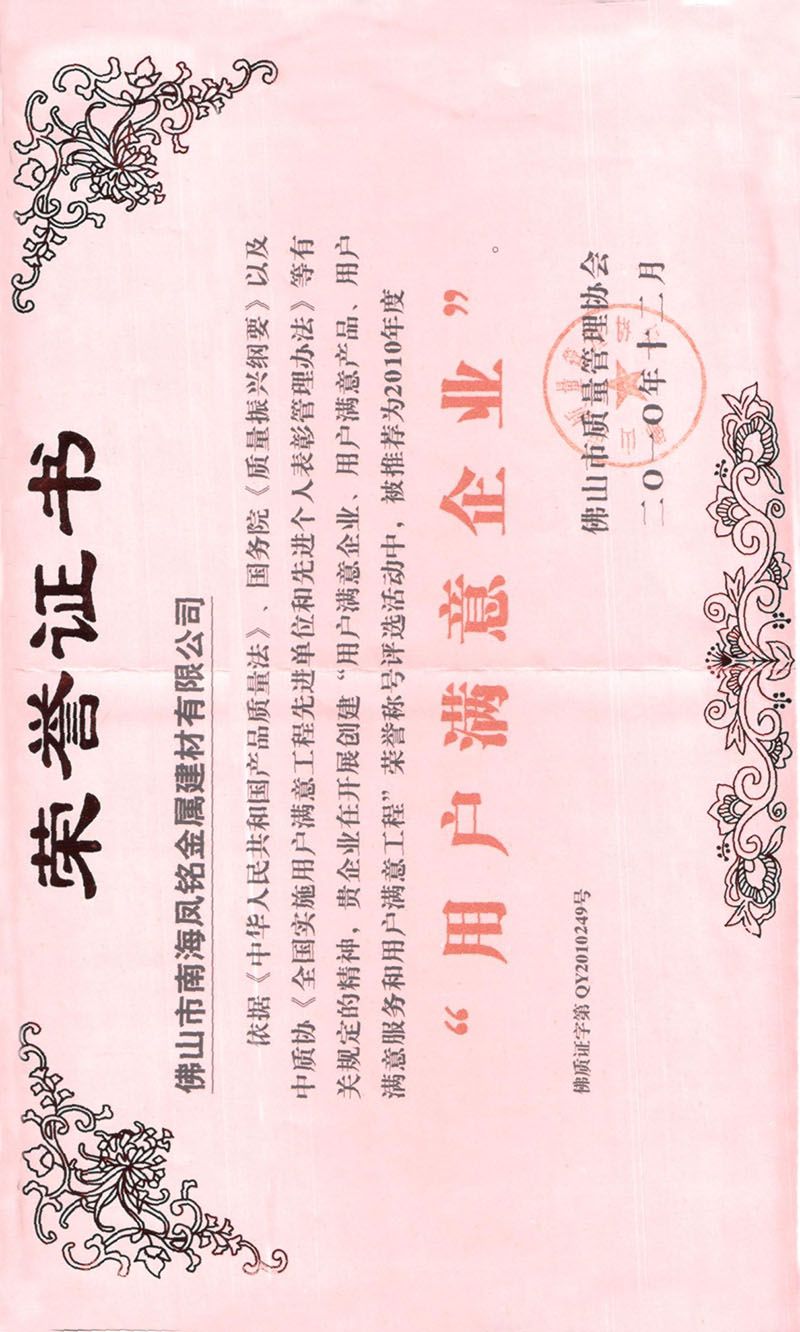 荣誉证书
佛山市南海凤铭金属建材有限公司
依据《中华人民共和国产品质量法》、国务院《质量振兴纲要》以及
中质协《全国实施用户满意工程先进单位和先进个人表彰管理办法》等有
关规定的精神，贵企业在开展创建“用户满意企业、用户满意产品、用户
满意服务和用户满意工程”荣誉称号评选活动中，被推荐为2010年度
“用户满意企业”。
佛山市质量管理协会
佛质证字第 QY2010249号
二〇一〇年十二月